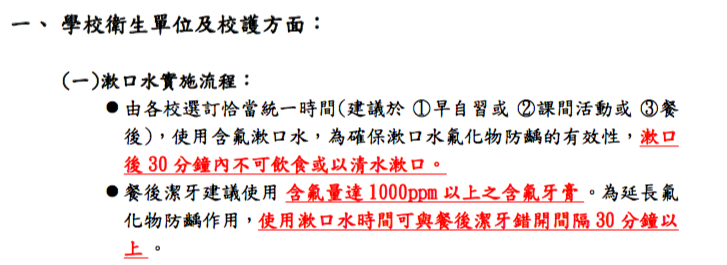 一、學校衛生單位及校護方面：
(一)漱口水實施流程：
●由各校選訂恰當統一時間(建議於 ①早自習或 ②課間活動或 ③餐
後)，使用含氟漱口水，為確保漱口水氟化物防齲的有效性，漱口
後 30 分鐘內不可飲食或以清水漱口。
●餐後潔牙建議使用 含氟量達 1000ppm 以上之含氟牙膏 。為延長氟
化物防齲作用，使用漱口水時間可與餐後潔牙錯開間隔 30 分鐘以
上 。